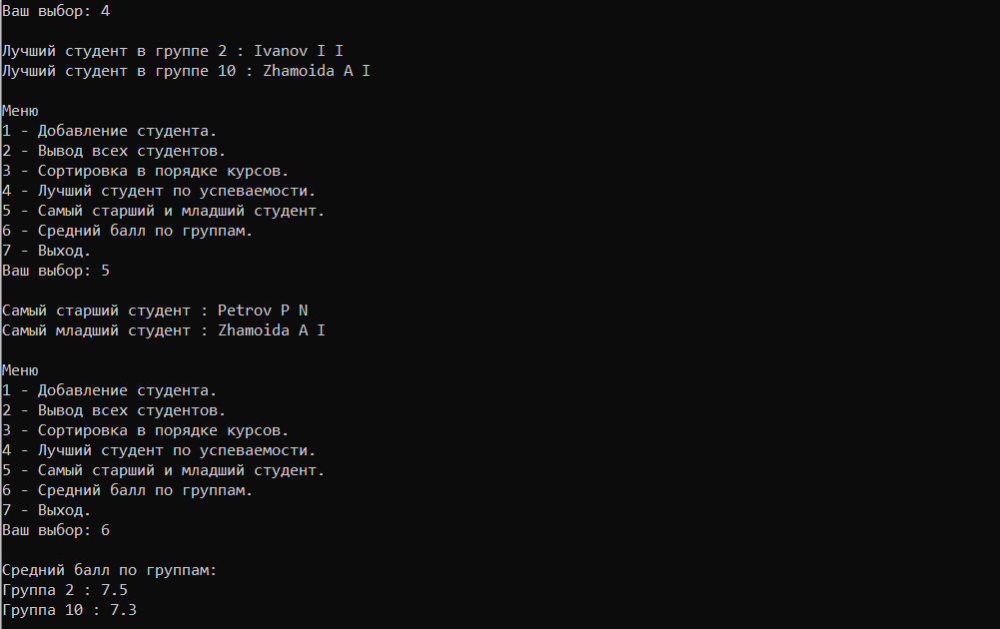 Ваш выбор: 4
Лучший студент в группе 2 : Ivanov I I
Лучший студент в группе 10 : Zhamoida A I
Меню
1 - Добавление студента.
2 - Вывод всех студентов.
3 - Сортировка в порядке курсов.
4 - Лучший студент по успеваемости.
5 - Самый старший и младший студент.
6 - Средний балл по группам.
7 - Выход.
Ваш выбор: 5
Самый старший студент : Petrov P N
Самый младший студент : Zhamoida A I
Меню
1 - Добавление студента.
2 - Вывод всех студентов.
3 - Сортировка в порядке курсов.
4 - Лучший студент по успеваемости.
5 - Самый старший и младший студент.
6 - Средний балл по группам.
7 - Выход.
Ваш выбор: 6
Средний балл по группам:
Группа 2 : 7.5
Группа 10 : 7.3